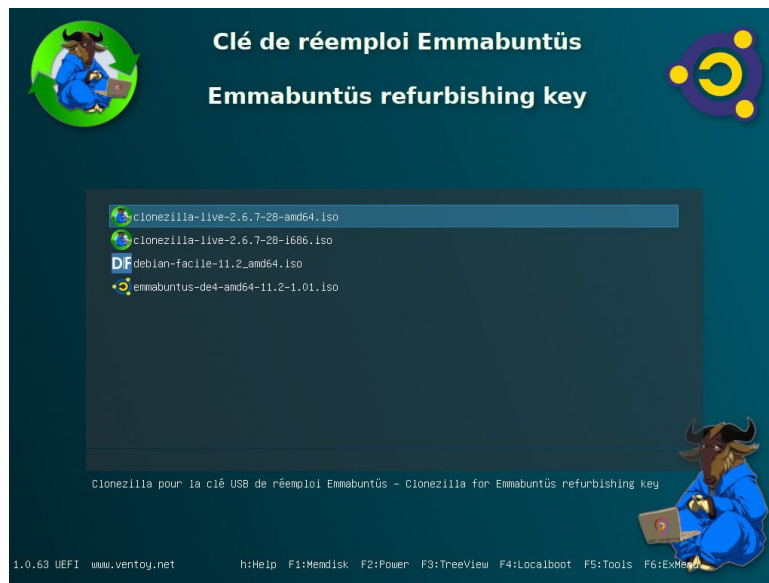 Clé de réemploi Emmabuntüs
Emmabuntüs refurbishing key
clonezilla-live-2.6.7-28-amd64.iso
clonezilla-live-2.6.7-28-i686.iso
DF debian-facile-11.2_amd64.iso
emmabuntus-de4-amd64-11.2-1.01.iso
Clonezilla pour la clé USB de réemploi Emmabuntüs - Clonezilla for Emmabuntüs refurbishing key
1.0.63 UEFI www.ventoy.net h:Help F1:Memdisk F2:Power F3:TreeView F4:Localboot F5:Tools F6:ExMenu